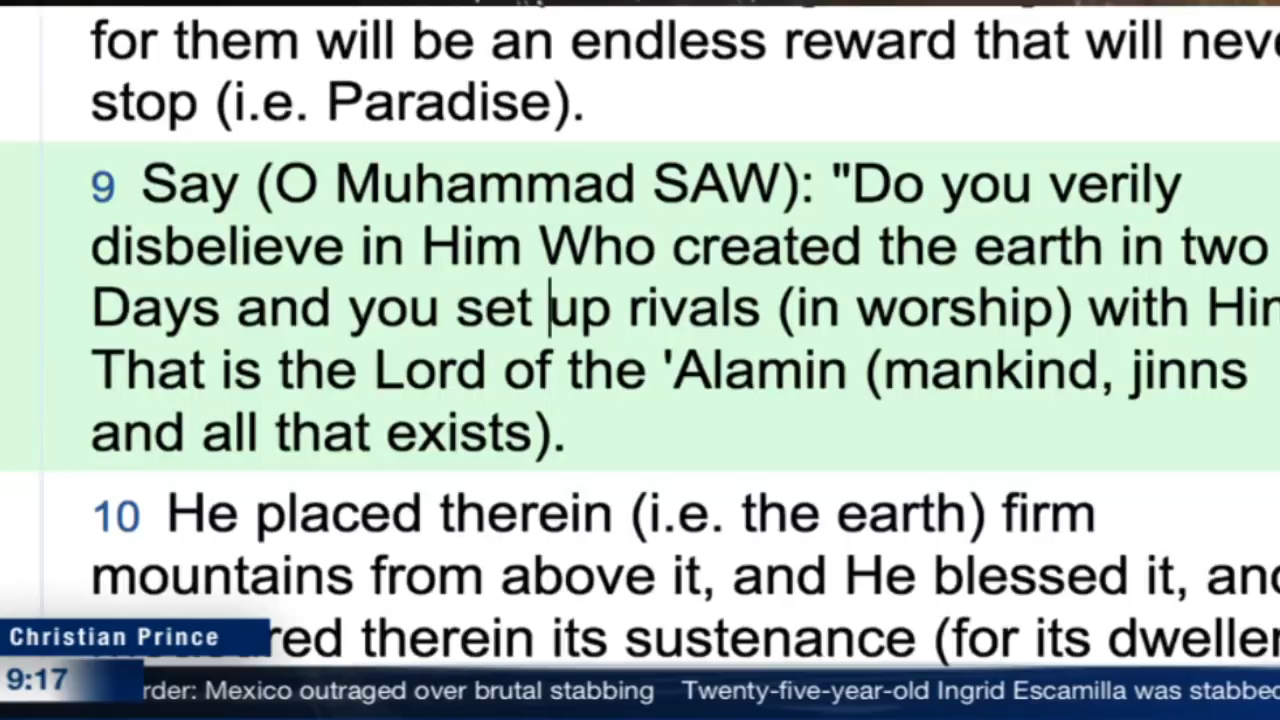 for them will be an endless reward that will neve
stop (i.e. Paradise).
9 Say (O Muhammad SAW): "Do you verily
disbelieve in Him Who created the earth in two
Days and you set up rivals (in worship) with Him
That is the Lord of the 'Alamin (mankind, jinns
and all that exists).
10 He placed therein (i.e. the earth) firm
mountains from above it, and He blessed it, and
red therein its sustenance (for its dweller
Christian Prince
9:17
rder: Mexico outraged over brutal stabbing Twenty-five-year-old Ingrid Escamilla was stabbed